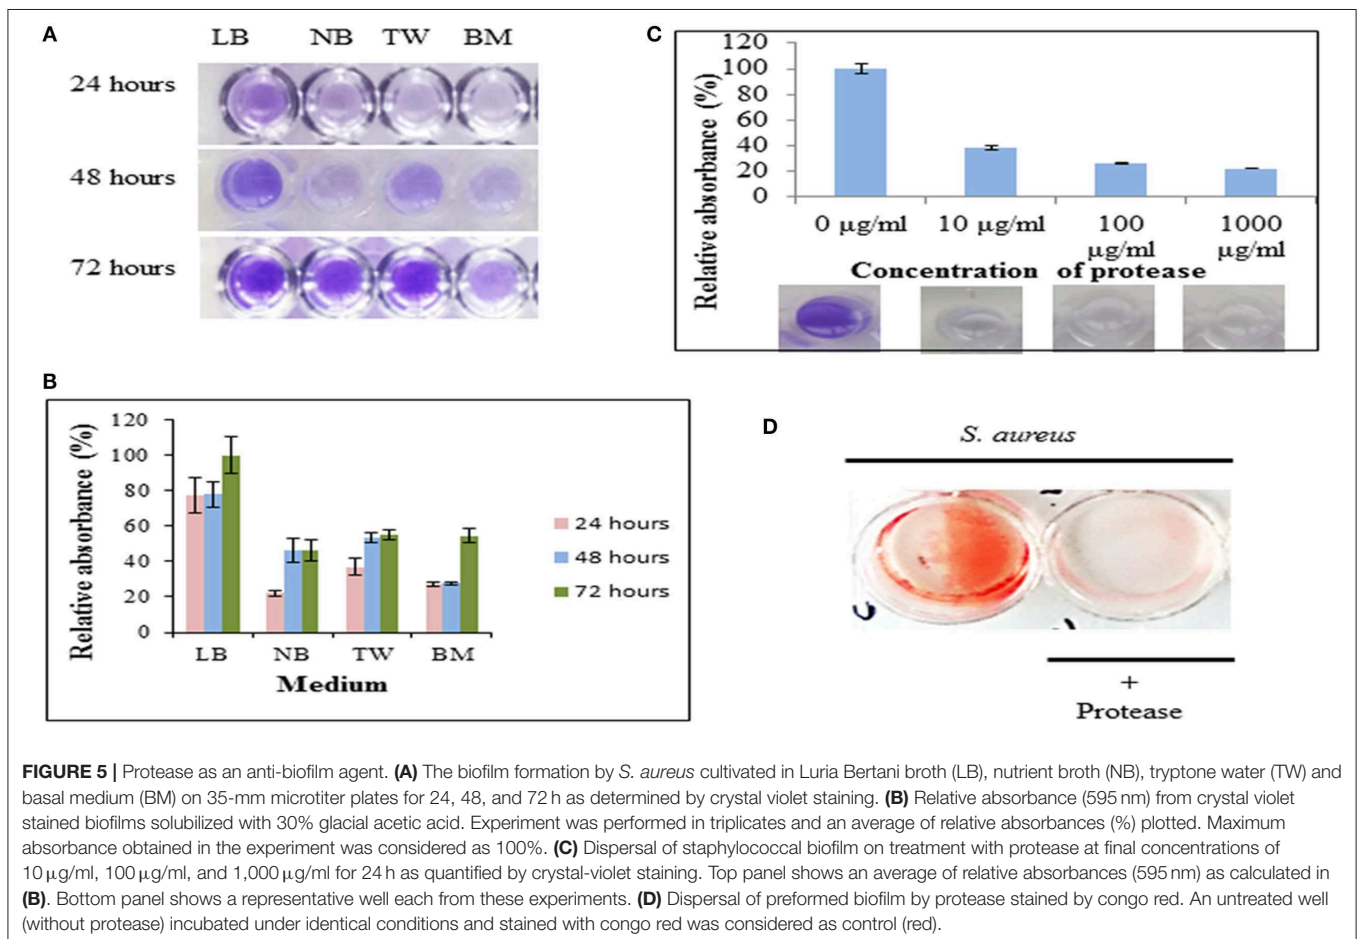 A
LB NB TW BM
24 hours
48 hours
72 hours
B
Relative absorbance (%)
120
100
80
60
40
20
0
LB NB TW BM
Medium
24 hours
48 hours
72 hours
C
Relative absorbance (%)
120
100
80
60
40
20
0
0 µg/ml 10 µg/ml 100 µg/ml 1000 µg/ml
Concentration of protease
D
S. aureus
+
Protease
FIGURE 5 | Protease as an anti-biofilm agent. (A) The biofilm formation by S. aureus cultivated in Luria Bertani broth (LB), nutrient broth (NB), tryptone water (TW) and
basal medium (BM) on 35-mm microtiter plates for 24, 48, and 72 h as determined by crystal violet staining. (B) Relative absorbance (595 nm) from crystal violet
stained biofilms solubilized with 30% glacial acetic acid. Experiment was performed in triplicates and an average of relative absorbances (%) plotted. Maximum
absorbance obtained in the experiment was considered as 100%. (C) Dispersal of staphylococcal biofilm on treatment with protease at final concentrations of
10 µg/ml, 100 µg/ml, and 1,000 µg/ml for 24 h as quantified by crystal-violet staining. Top panel shows an average of relative absorbances (595 nm) as calculated in
(B). Bottom panel shows a representative well each from these experiments. (D) Dispersal of preformed biofilm by protease stained by congo red. An untreated well
(without protease) incubated under identical conditions and stained with congo red was considered as control (red).